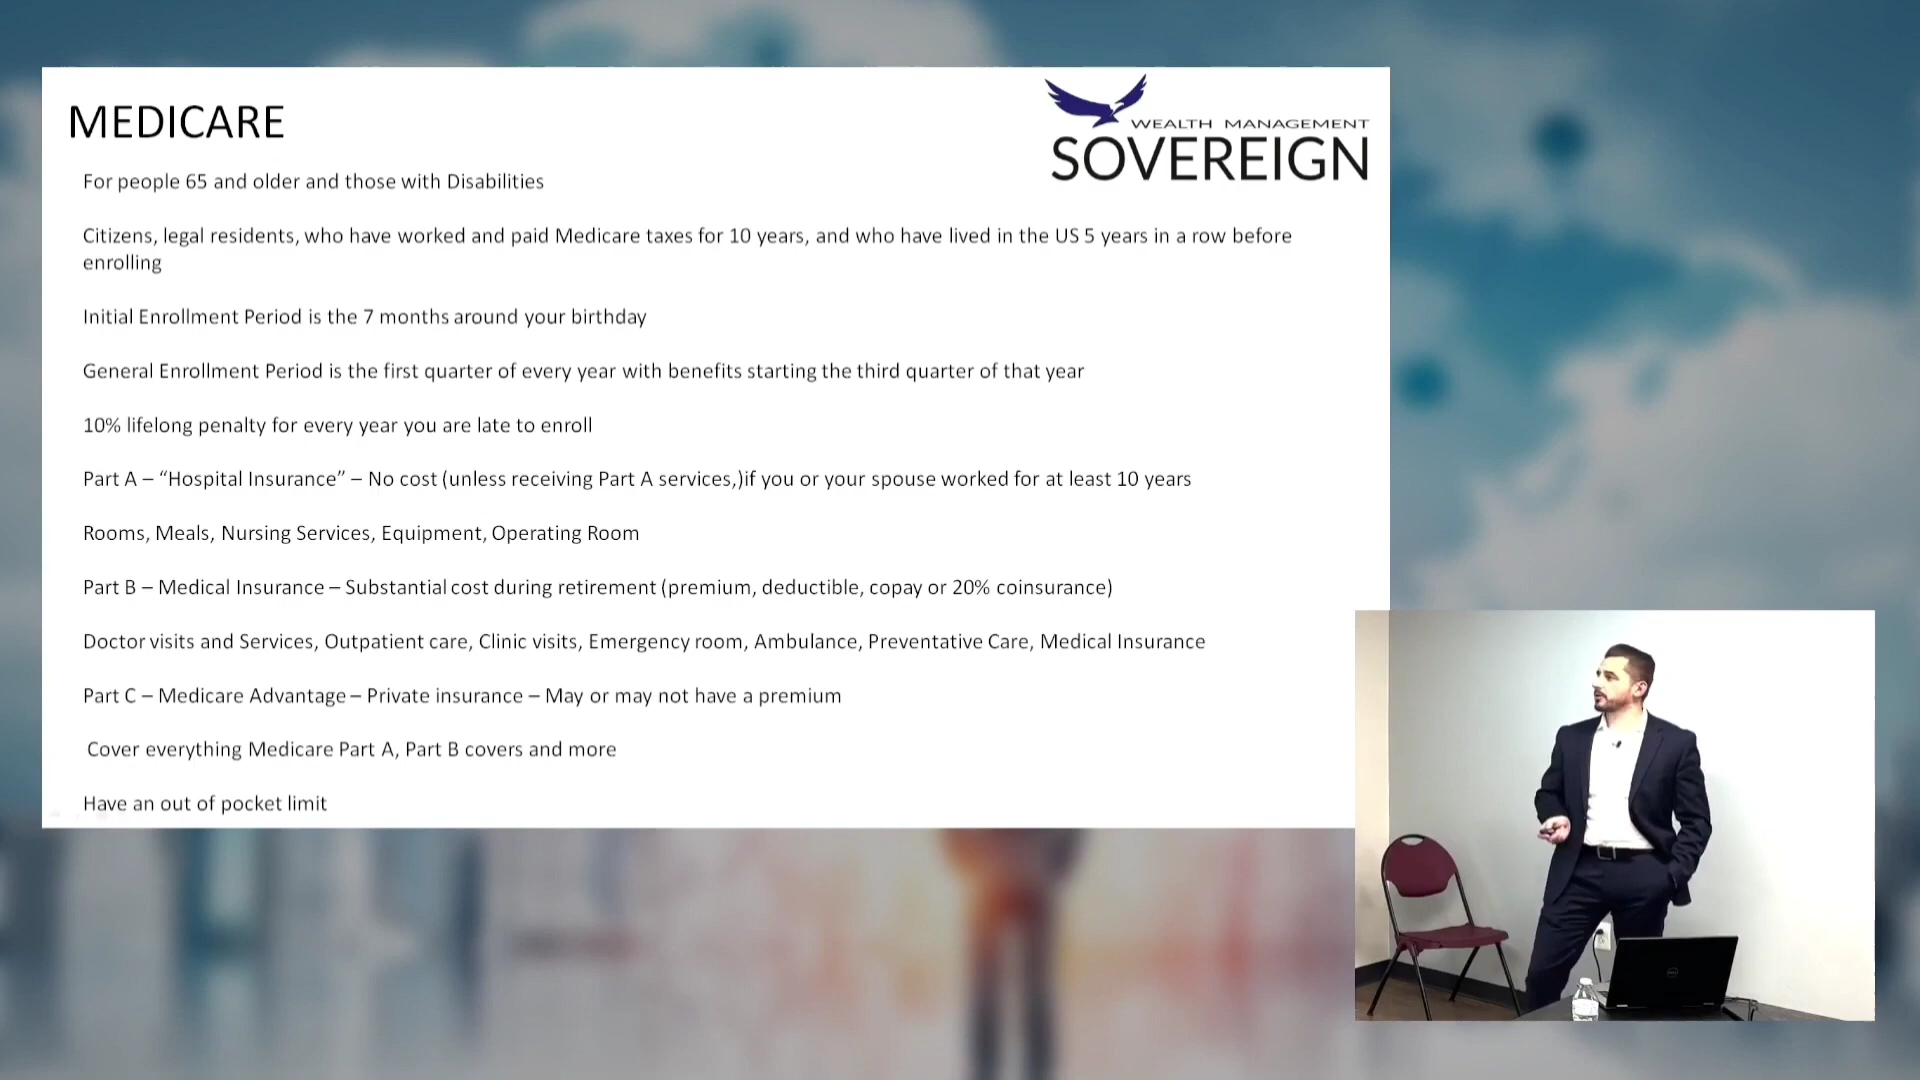 MEDICARE
WEALTH MANAGEMENT
SOVEREIGN
For people 65 and older and those with Disabilities
Citizens, legal residents, who have worked and paid Medicare taxes for 10 years, and who have lived in the US 5 years in a row before
enrolling
Initial Enrollment Period is the 7 months around your birthday
General Enrollment Period is the first quarter of every year with benefits starting the third quarter of that year
10% lifelong penalty for every year you are late to enroll
Part A – “Hospital Insurance” – No cost (unless receiving Part A services,)if you or your spouse worked for at least 10 years
Rooms, Meals, Nursing Services, Equipment, Operating Room
Part B – Medical Insurance – Substantial cost during retirement (premium, deductible, copay or 20% coinsurance)
Doctor visits and Services, Outpatient care, Clinic visits, Emergency room, Ambulance, Preventative Care, Medical Insurance
Part C – Medicare Advantage – Private insurance – May or may not have a premium
Cover everything Medicare Part A, Part B covers and more
Have an out of pocket limit